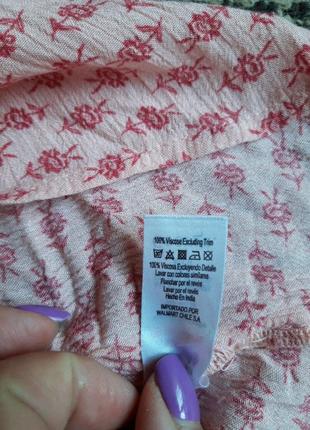 100% Viscose Excluding Trim
100% Viscosa Excluyendo Detalle
Lavar con colores similares
Planchar por el revés
Lavar por el revés
Hecho En India
IMPORTADO POR:
WALMART CHILE S.A